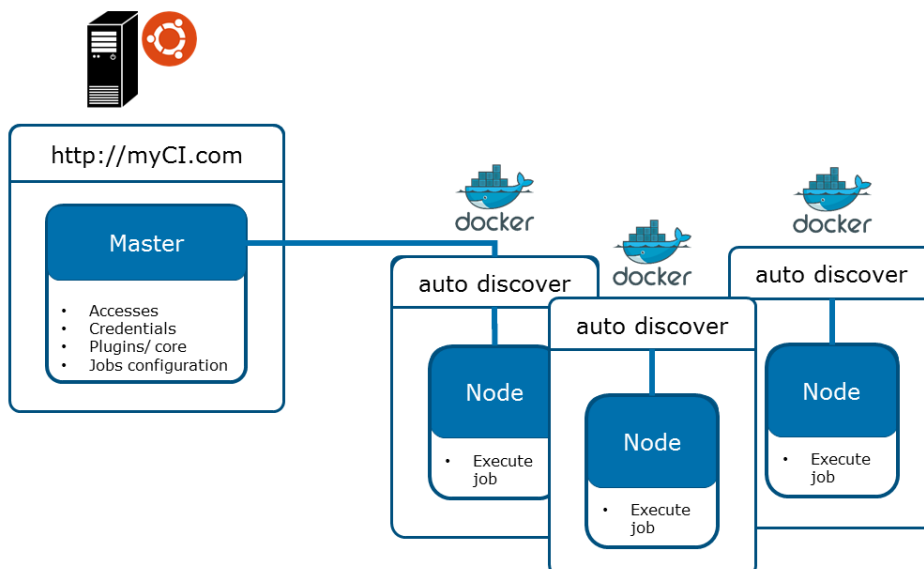 http://myCI.com
Master
• Accesses
• Credentials
• Plugins/ core
• Jobs configuration
docker
auto discover
Node
• Execute
job
docker
auto discover
Node
• Execute
job
docker
auto discover
Node
• Execute
job